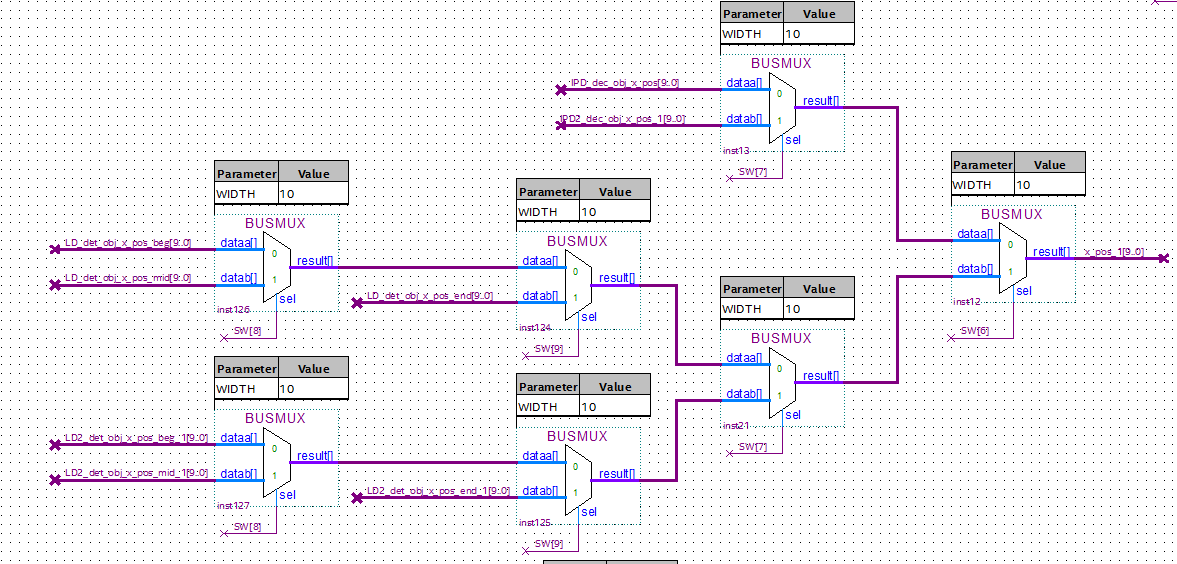 Parameter Value
WIDTH 10
BUSMUX
IPD_dec_obj_x_pos[9..0]
dataa[]
0
result[]
IPD2_dec_obj_x_pos_1[9..0]
datab[]
1
sel
inst13
SW[7]
Parameter Value
WIDTH 10
BUSMUX
dataa[]
0
result[]
x_pos_1[9..0]
datab[]
1
sel
inst12
SW[6]
Parameter Value
WIDTH 10
BUSMUX
LD_det_obj_x_pos_beg[9..0]
dataa[]
0
result[]
LD_det_obj_x_pos_mid[9..0]
datab[]
1
sel
inst126
SW[8]
Parameter Value
WIDTH 10
BUSMUX
dataa[]
0
result[]
LD_det_obj_x_pos_end[9..0]
datab[]
1
sel
inst124
SW[9]
Parameter Value
WIDTH 10
BUSMUX
dataa[]
0
result[]
datab[]
1
sel
inst21
SW[7]
Parameter Value
WIDTH 10
BUSMUX
LD2_det_obj_x_pos_beg_1[9..0]
dataa[]
0
result[]
LD2_det_obj_x_pos_mid_1[9..0]
datab[]
1
sel
inst127
SW[8]
Parameter Value
WIDTH 10
BUSMUX
dataa[]
0
result[]
LD2_det_obj_x_pos_end_1[9..0]
datab[]
1
sel
inst125
SW[9]